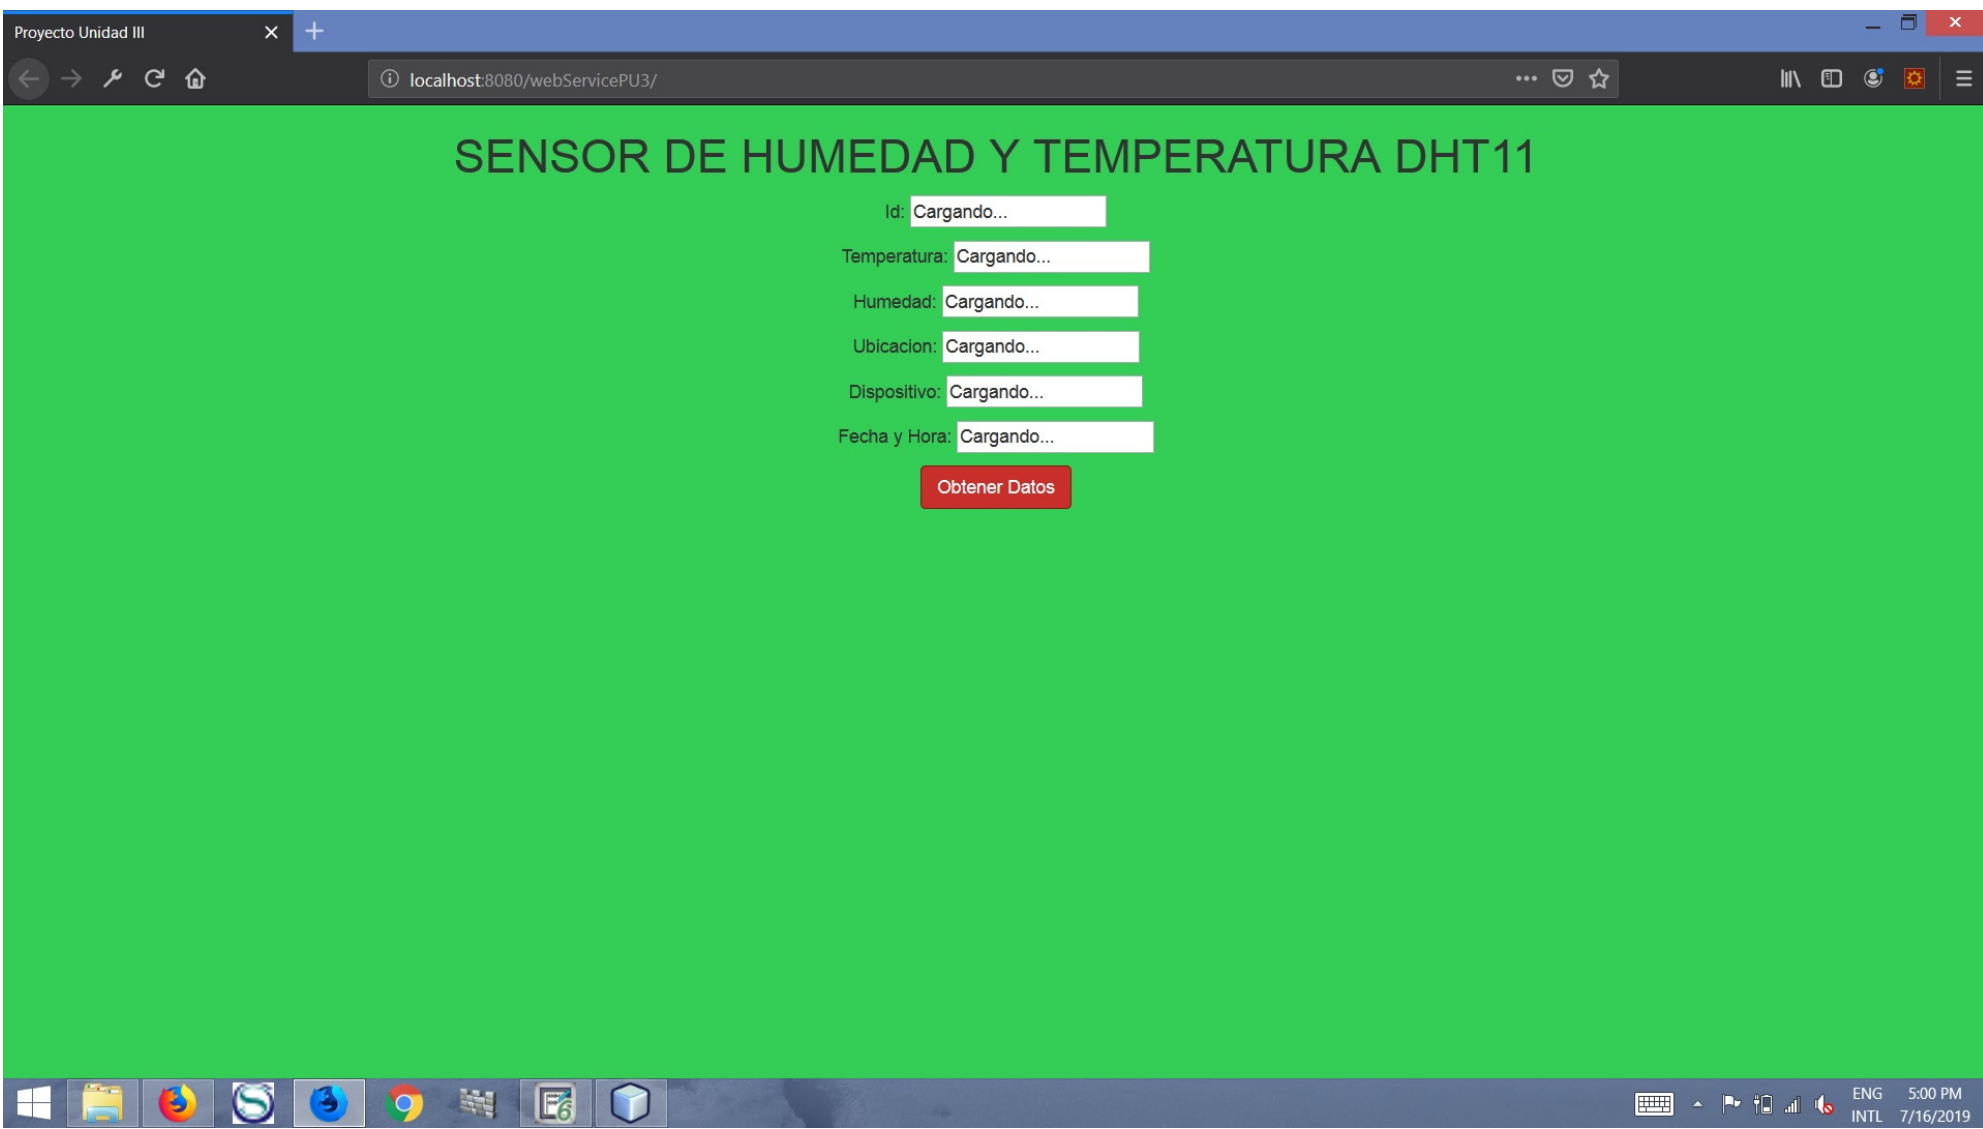 Proyecto Unidad III
localhost:8080/webServicePU3/
SENSOR DE HUMEDAD Y TEMPERATURA DHT11
Id: Cargando...
Temperatura: Cargando...
Humedad: Cargando...
Ubicacion: Cargando...
Dispositivo: Cargando...
Fecha y Hora: Cargando...
Obtener Datos
ENG 5:00 PM
INTL 7/16/2019